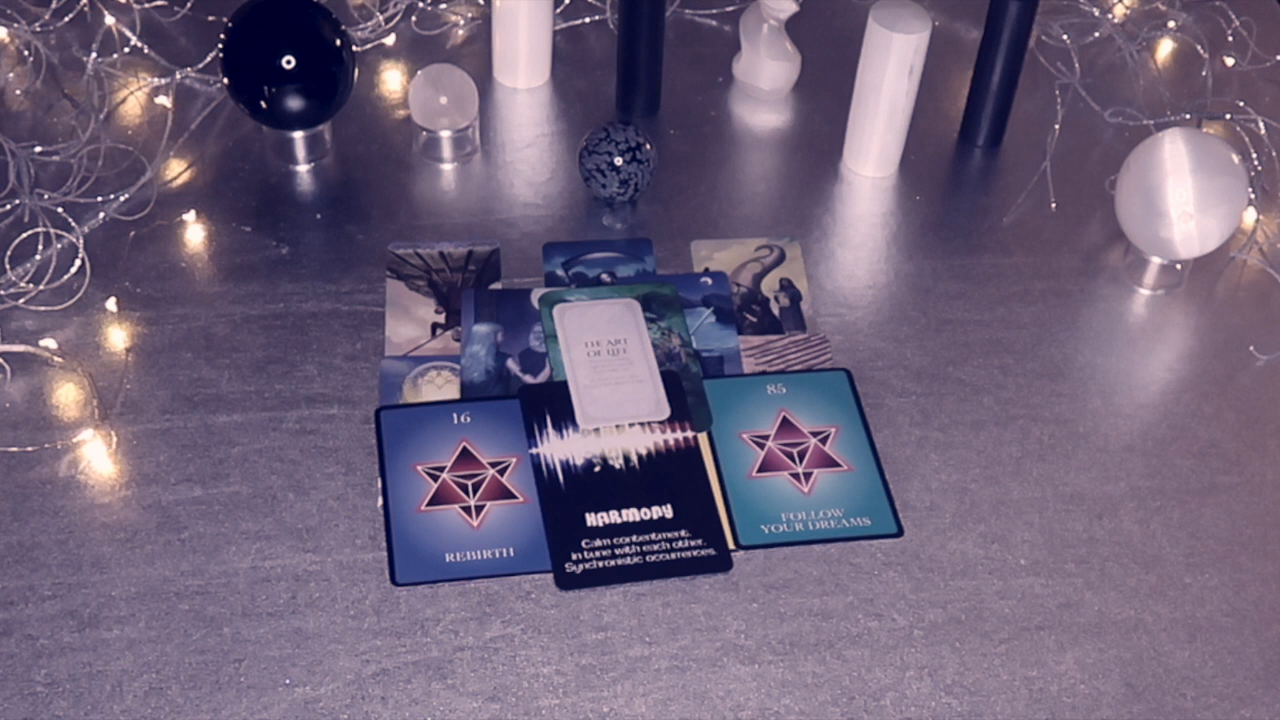 THE ART
OF LIFE
16
REBIRTH
HARMONY
Calm contentment.
in tune with each other.
Synchronistic occurrences.
85
FOLLOW
YOUR DREAMS